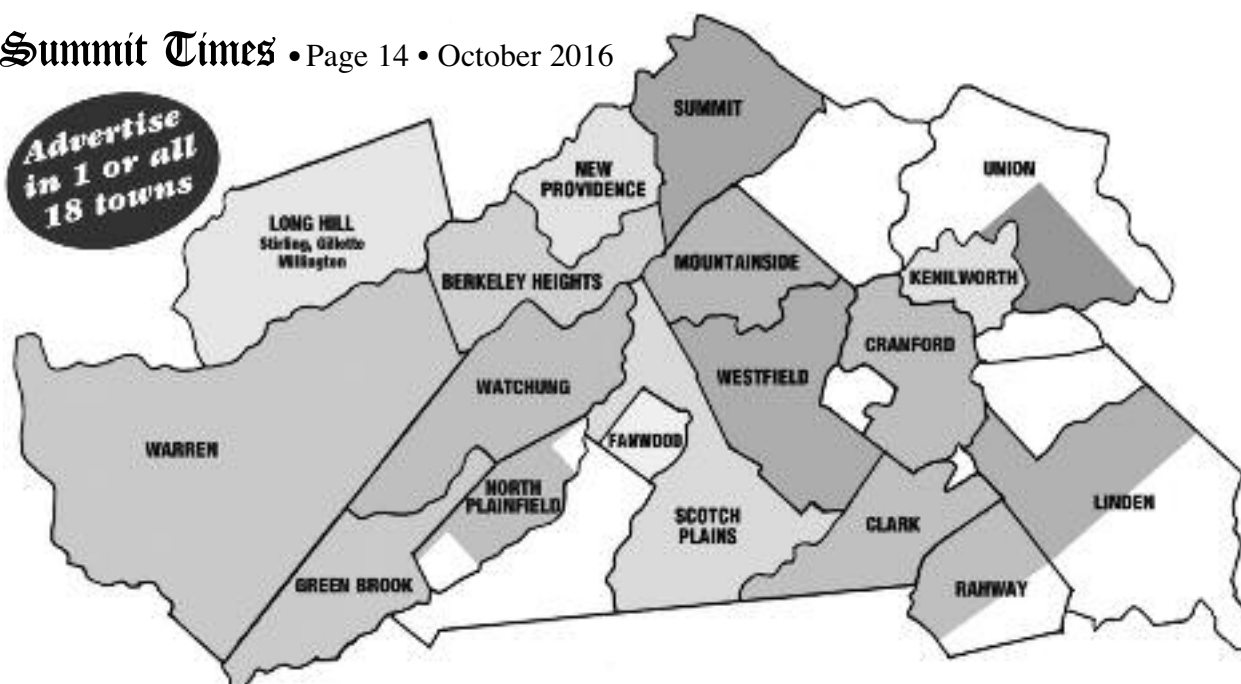 Summit Times • Page 14 • October 2016
Advertise
in 1 or all
18 towns
SUMMIT
NEW
PROVIDENCE
UNION
LONG HILL
Stirling, Gillette
Millington
BERKELEY HEIGHTS
MOUNTAINSIDE
KENILWORTH
CRANFORD
WATCHUNG
WESTFIELD
WARREN
FANWOOD
NORTH
PLAINFIELD
SCOTCH
PLAINS
CLARK
LINDEN
GREEN BROOK
RAHWAY